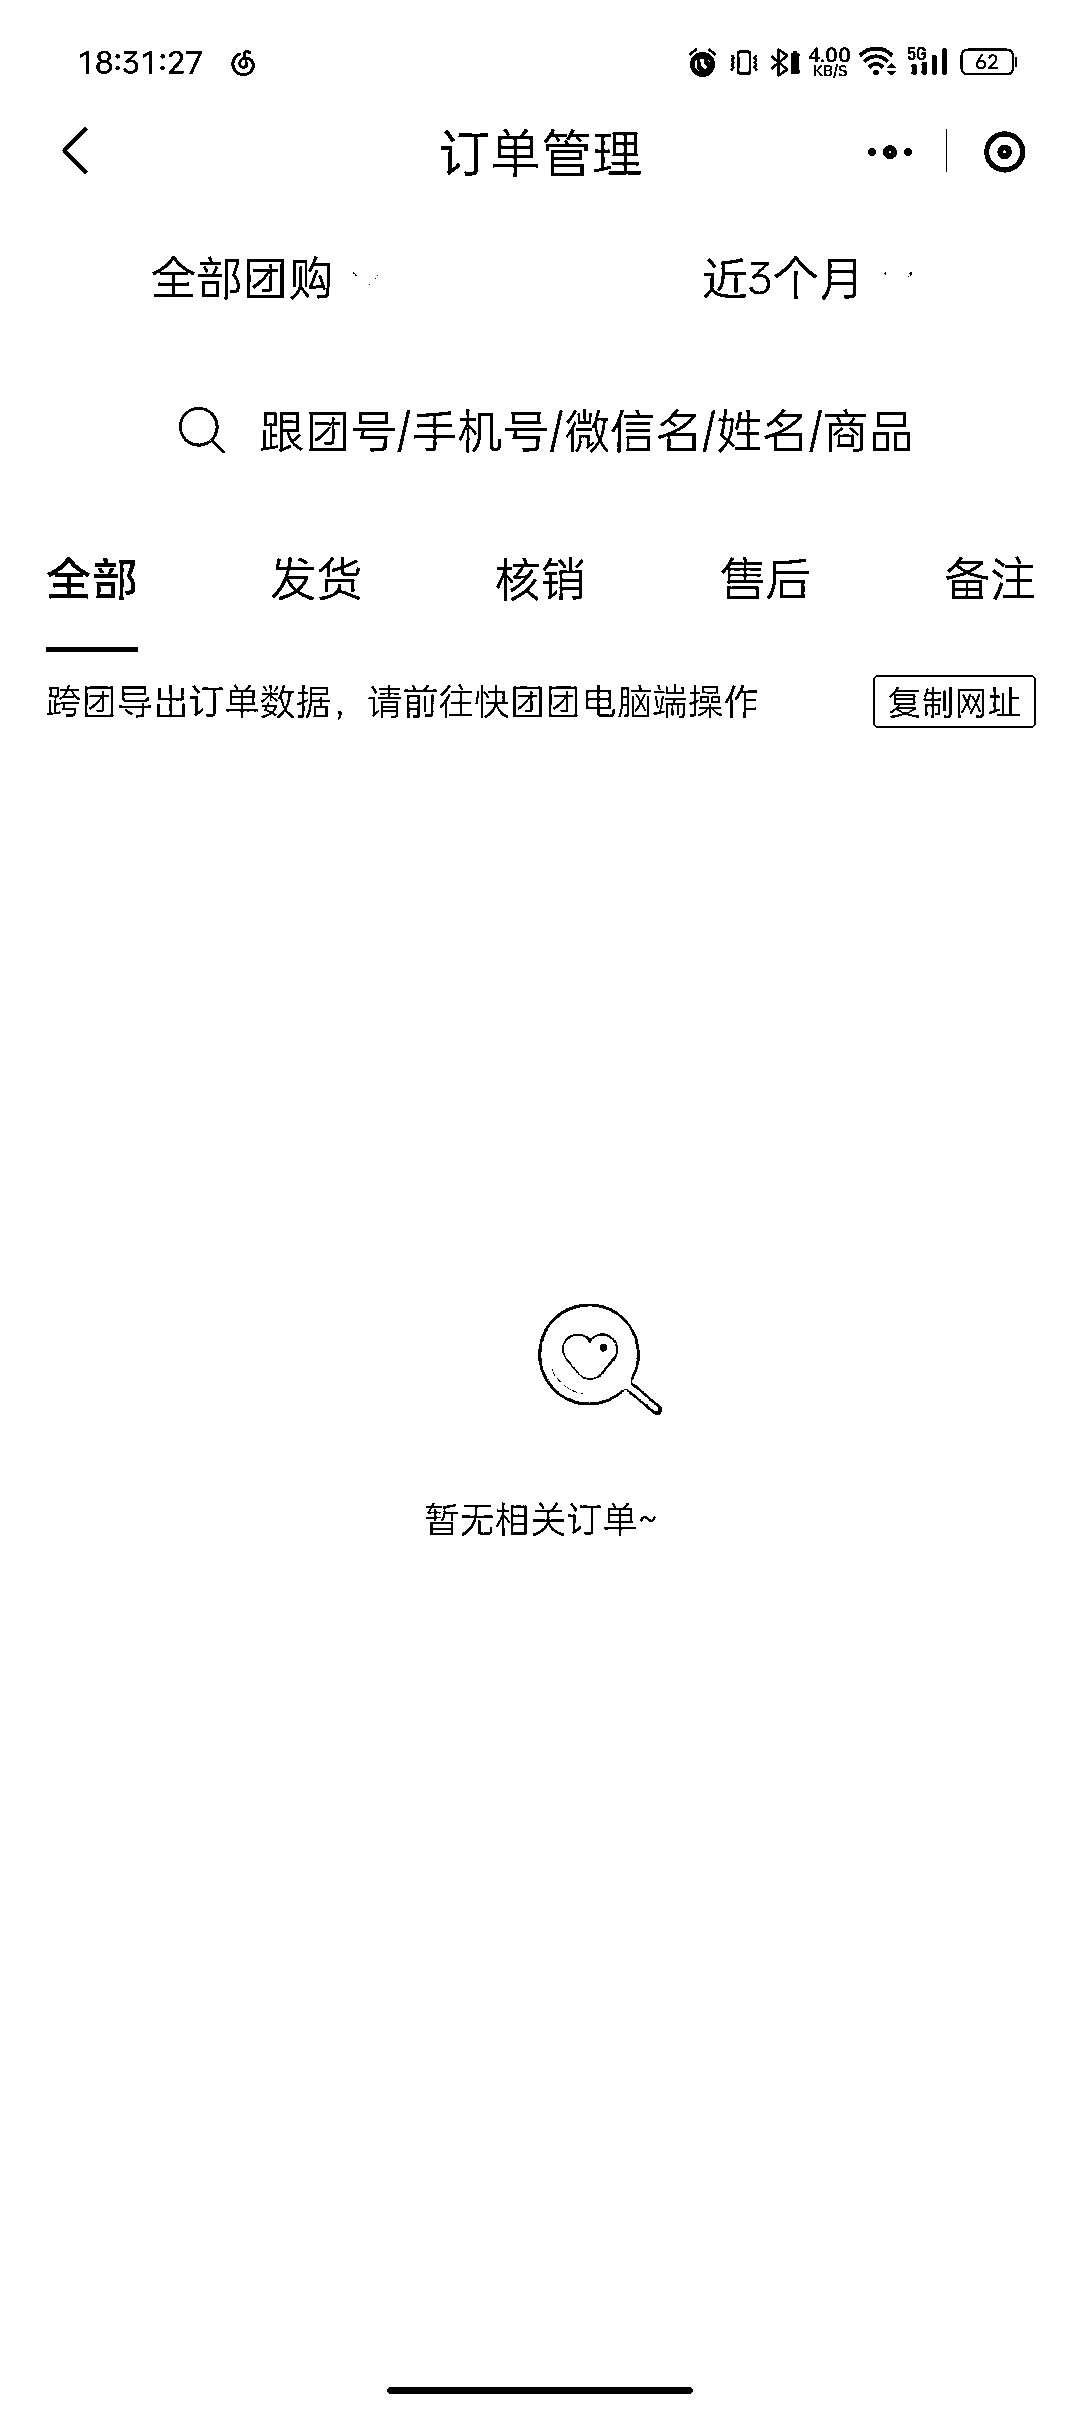 18:31:27 4.00 KB/S 5G 62
订单管理
全部团购 近3个月
跟团号/手机号/微信名/姓名/商品
全部 发货 核销 售后 备注
跨团导出订单数据，请前往快团团电脑端操作 复制网址
暂无相关订单~